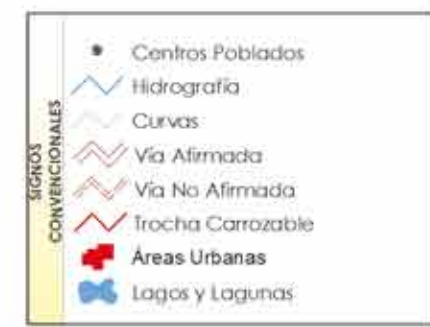 SIGNOS
CONVENCIONALES
Centros Poblados
Hidrografía
Curvas
Vía Afirmada
Vía No Afirmada
Trocha Carrozable
Áreas Urbanas
Lagos y Lagunas